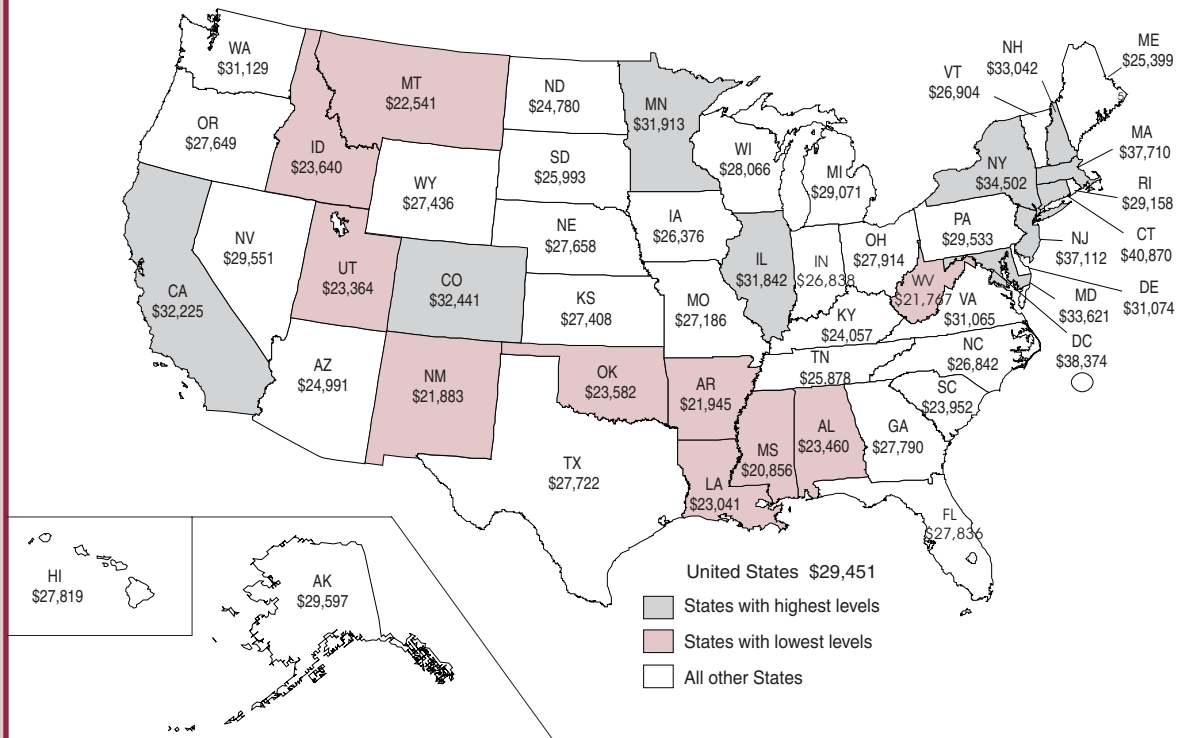 WA
$31,129
OR
$27,649
CA
$32,225
NV
$29,551
ID
$23,640
MT
$22,541
WY
$27,436
UT
$23,364
CO
$32,441
AZ
$24,991
NM
$21,883
ND
$24,780
SD
$25,993
NE
$27,658
KS
$27,408
OK
$23,582
TX
$27,722
MN
$31,913
IA
$26,376
MO
$27,186
AR
$21,945
LA
$23,041
WI
$28,066
IL
$31,842
MI
$29,071
IN
$26,838
OH
$27,914
KY
$24,057
TN
$25,878
MS
$20,856
AL
$23,460
GA
$27,790
FL
$27,836
SC
$23,952
NC
$26,842
VA
$31,065
WV
$21,767
PA
$29,533
NY
$34,502
VT
$26,904
NH
$33,042
ME
$25,399
MA
$37,710
RI
$29,158
CT
$40,870
NJ
$37,112
DE
$31,074
MD
$33,621
DC
$38,374
HI
$27,819
AK
$29,597
United States $29,451
States with highest levels
States with lowest levels
All other States